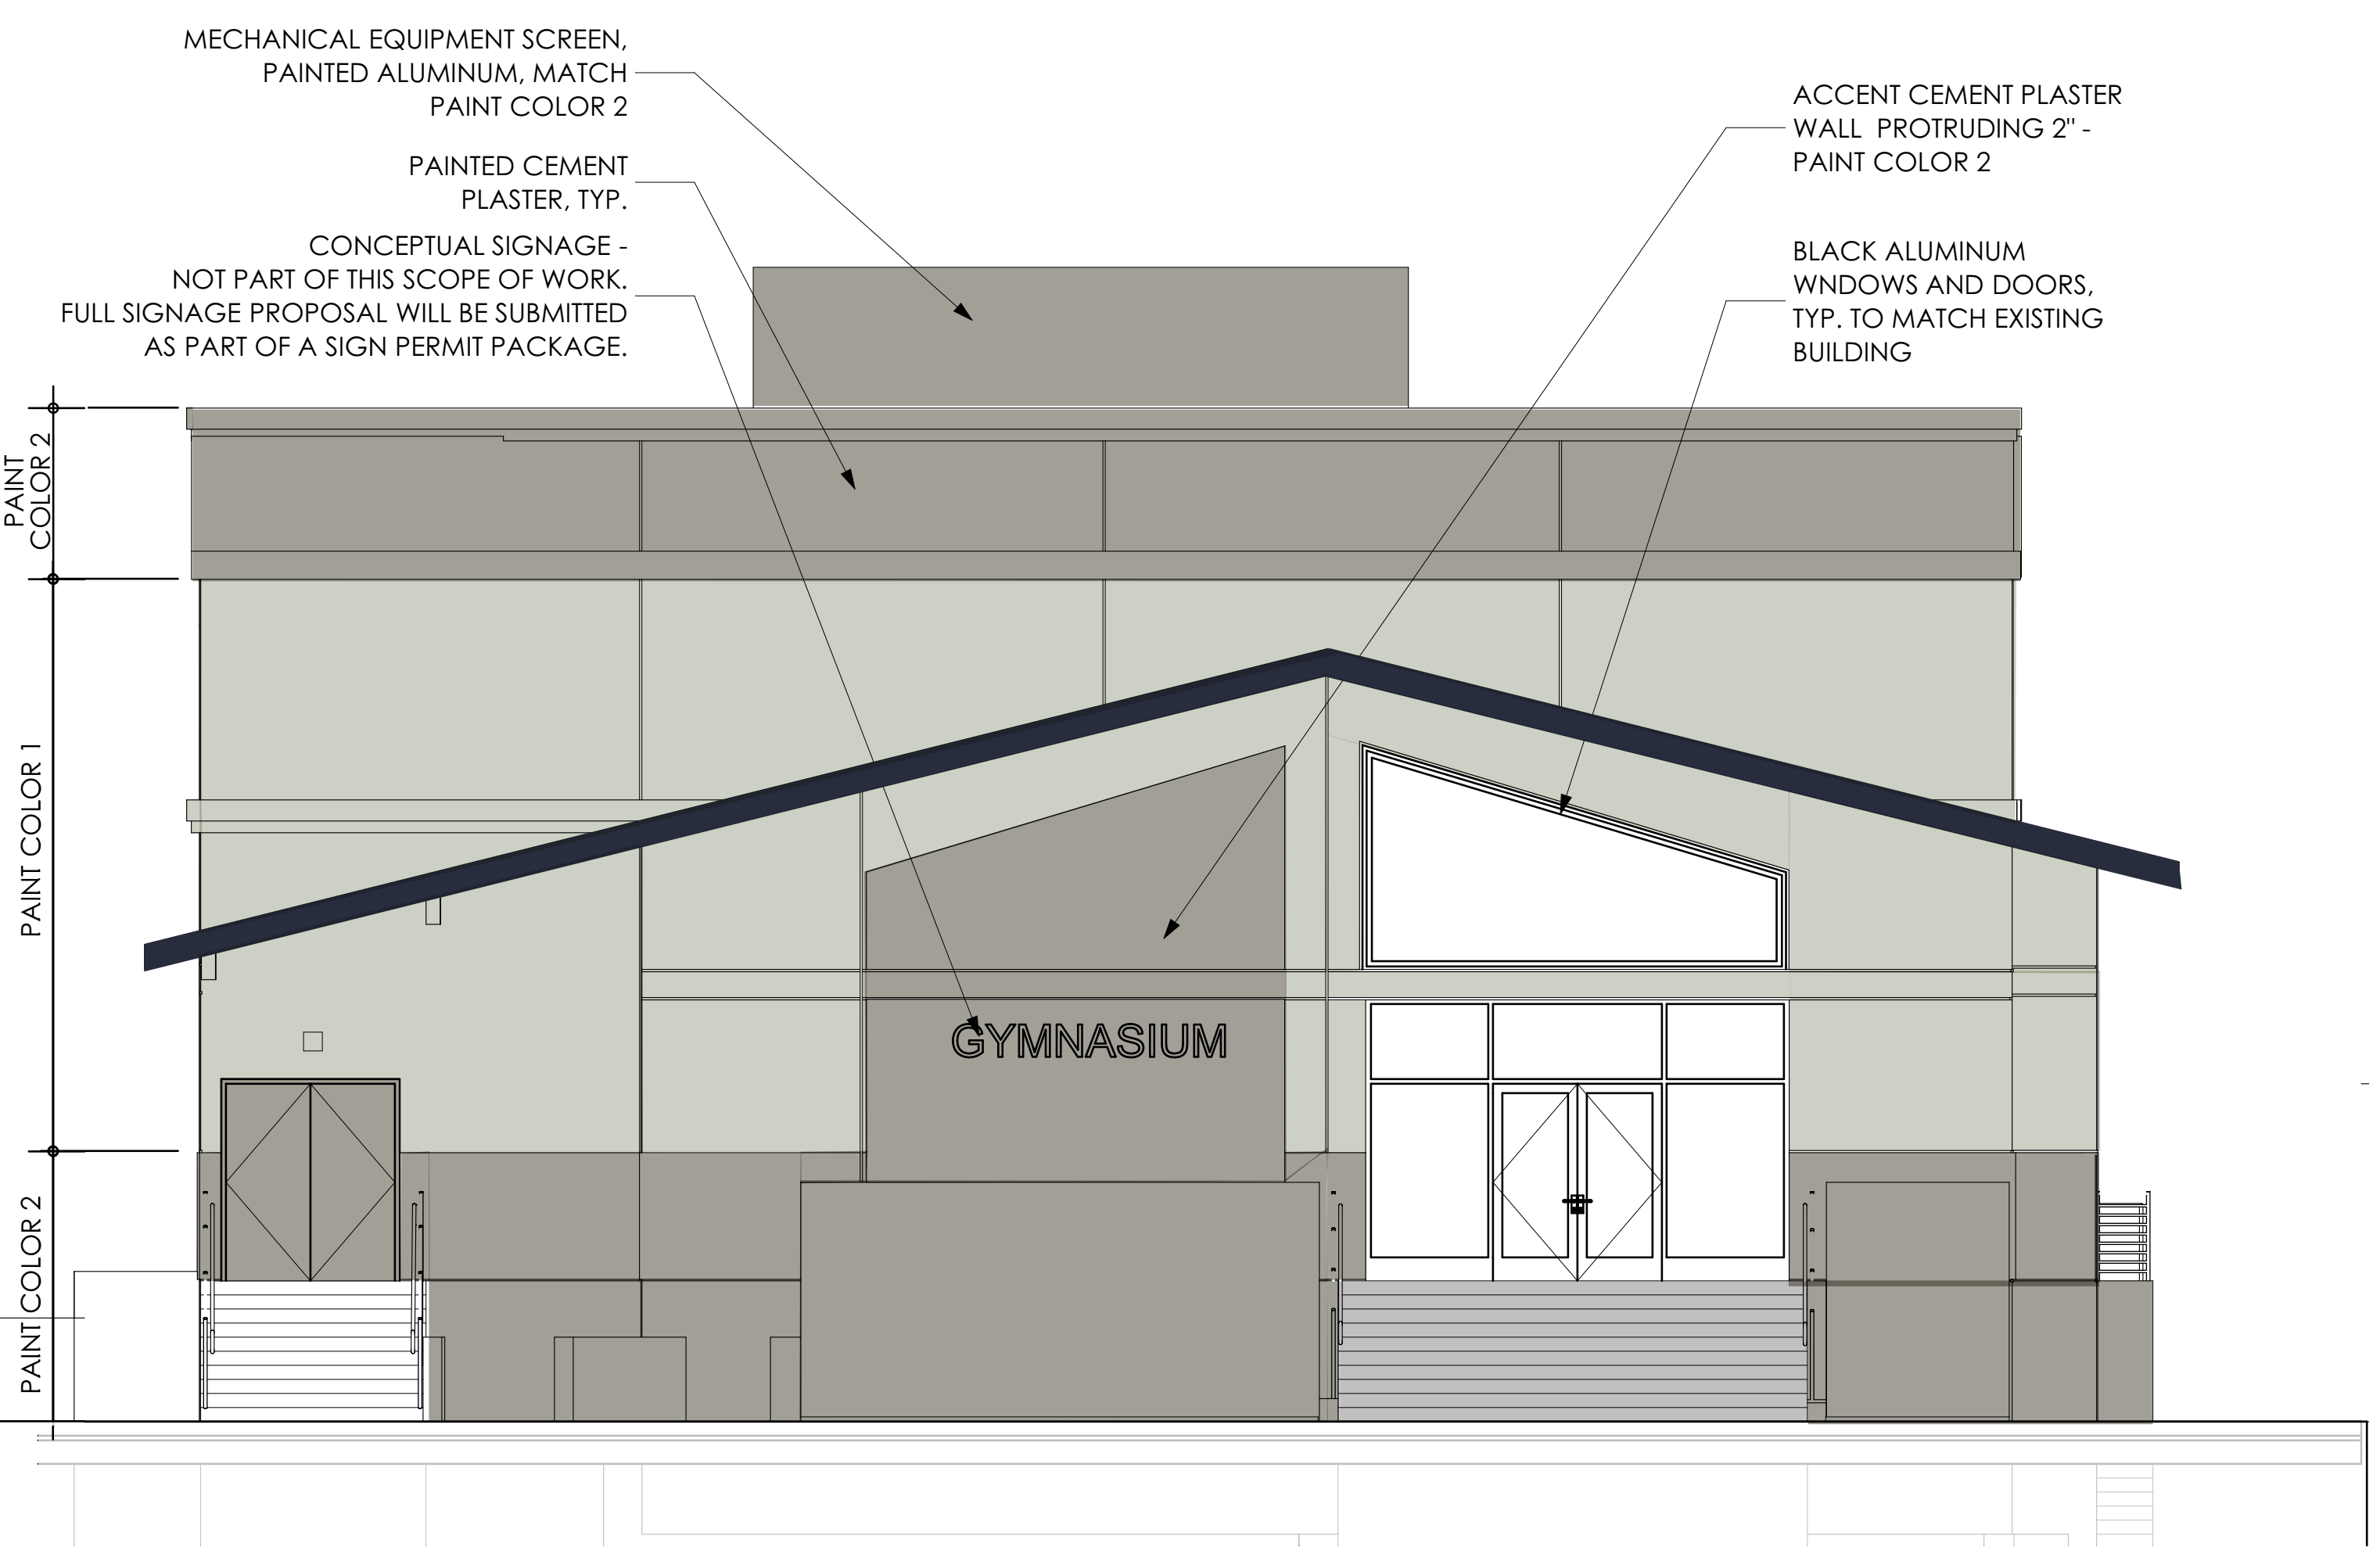 MECHANICAL EQUIPMENT SCREEN,
PAINTED ALUMINUM, MATCH
PAINT COLOR 2
PAINTED CEMENT
PLASTER, TYP.
CONCEPTUAL SIGNAGE -
NOT PART OF THIS SCOPE OF WORK.
FULL SIGNAGE PROPOSAL WILL BE SUBMITTED
AS PART OF A SIGN PERMIT PACKAGE.
ACCENT CEMENT PLASTER
WALL PROTRUDING 2" -
PAINT COLOR 2
BLACK ALUMINUM
WNDOWS AND DOORS,
TYP. TO MATCH EXISTING
BUILDING
PAINT
COLOR 2
PAINT COLOR 1
PAINT COLOR 2
GYMNASIUM